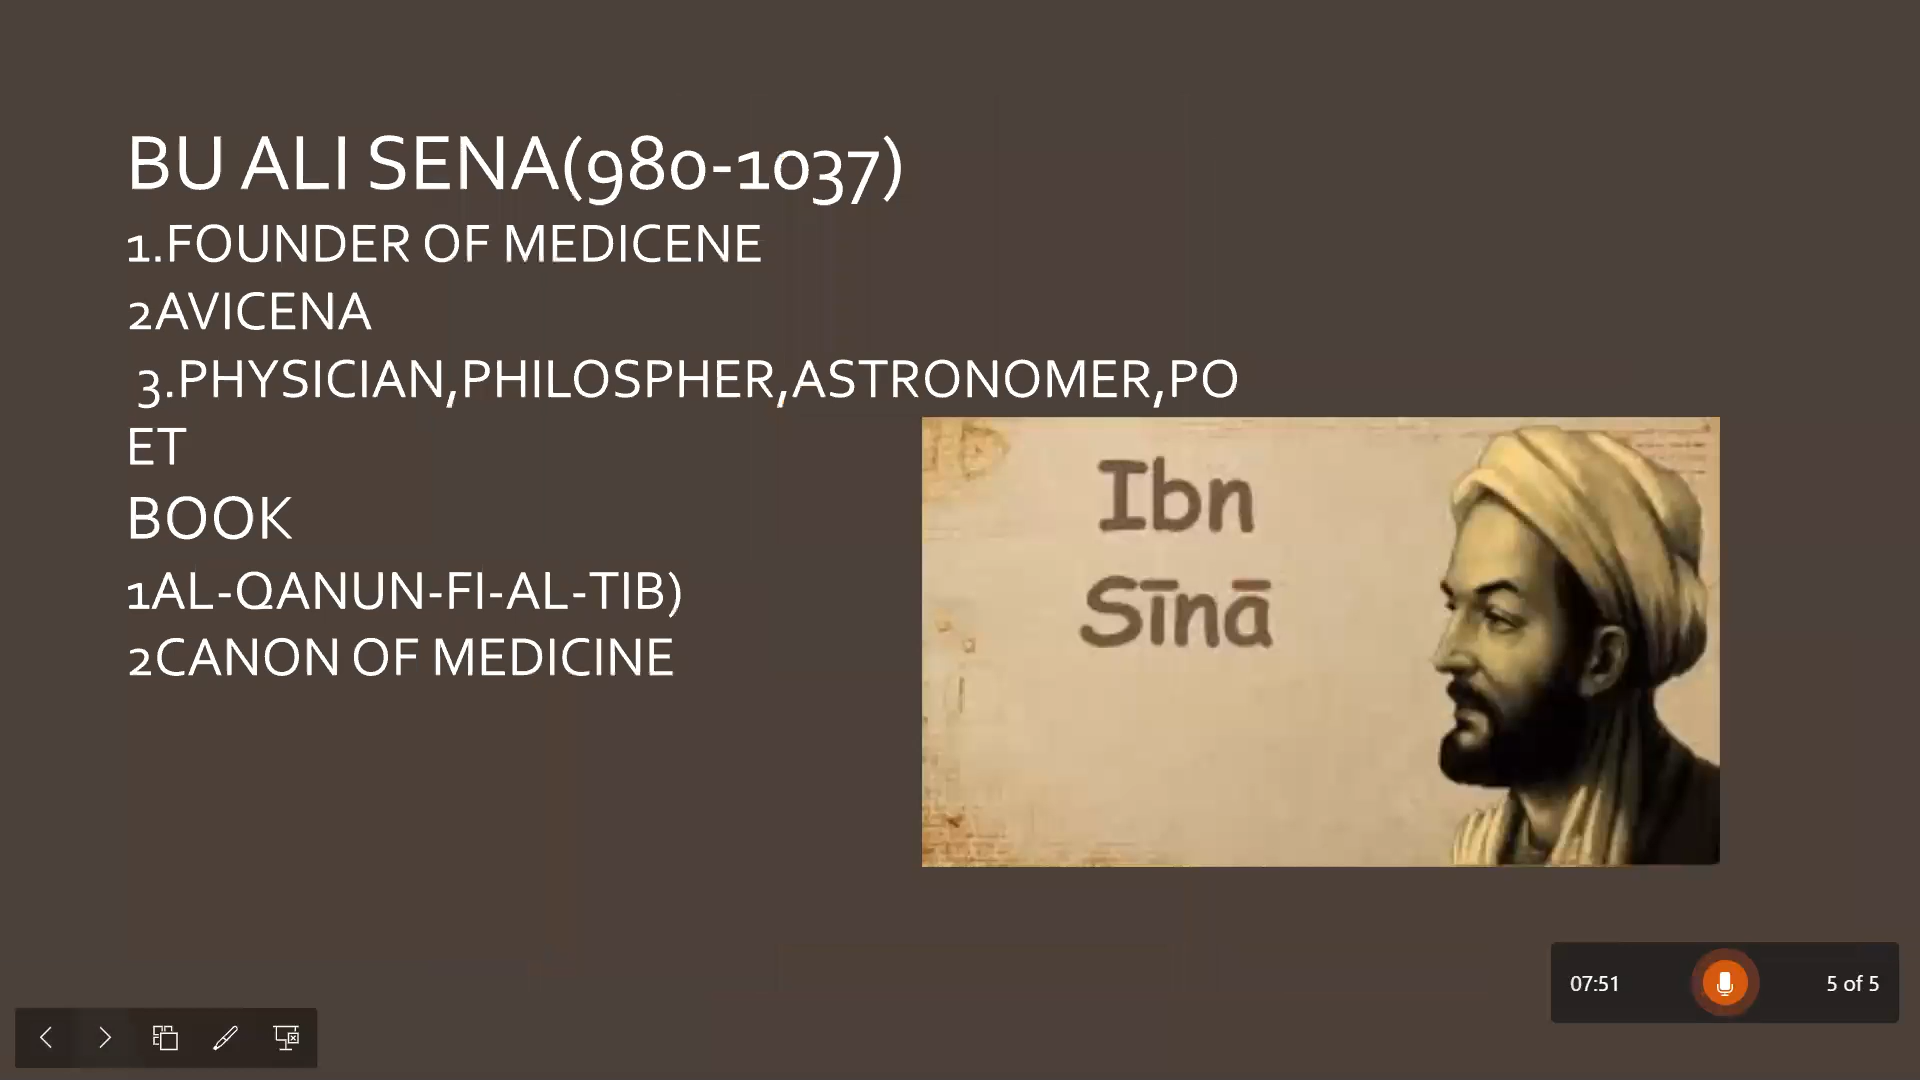 BU ALI SENA(980-1037)
1.FOUNDER OF MEDICENE
2AVICENA
3.PHYSICIAN,PHILOSPHER,ASTRONOMER,PO
ET
BOOK
1AL-QANUN-FI-AL-TIB)
2CANON OF MEDICINE
Ibn
Sīnā
07:51
5 of 5